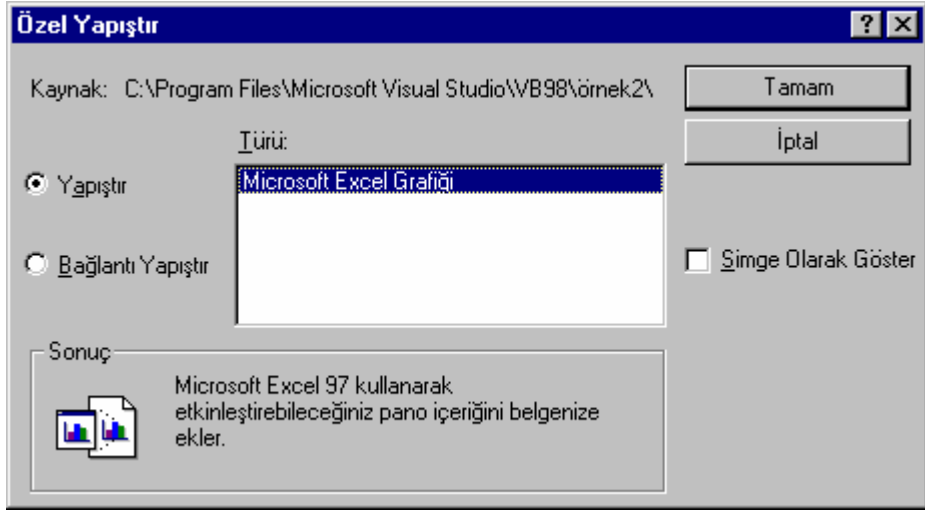 Özel Yapıştır
Kaynak: C:\Program Files\Microsoft Visual Studio\VB98\örnek2\
Tamam
İptal
Türü:
Yapıştır
Microsoft Excel Grafiği
Bağlantı Yapıştır
Simge Olarak Göster
Sonuç
Microsoft Excel 97 kullanarak
etkinleştirebileceğiniz pano içeriğini belgenize
ekler.